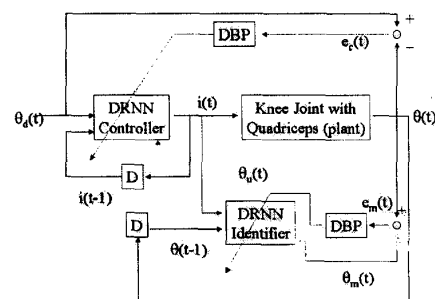 +
DBP
e_c(t)
−
θ_d(t)
DRNN
Controller
i(t)
Knee Joint with
Quadriceps (plant)
θ(t)
D
i(t-1)
θ_u(t)
e_m(t)
+
D
θ(t-1)
DRNN
Identifier
DBP
−
θ_m(t)